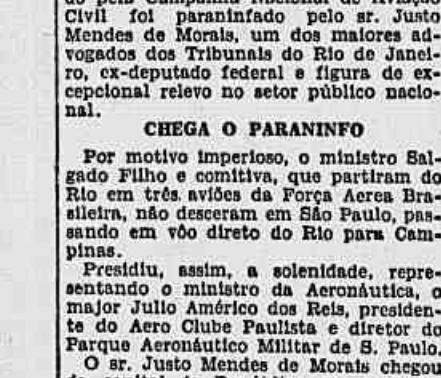 do pela Campanha Nacional de Aviação
Civil foi paraninfado pelo sr. Justo
Mendes de Morais, um dos maiores ad-
vogados dos Tribunais do Rio de Janei-
ro, ex-deputado federal e figura de ex-
cepcional relevo no setor público nacio-
nal.
CHEGA O PARANINFO
Por motivo imperioso, o ministro Sal-
gado Filho e comitiva, que partiram do
Rio em três aviões da Força Aerea Bra-
sileira, não desceram em São Paulo, pas-
sando em vôo direto do Rio para Cam-
pinas.
Presidiu, assim, a solenidade, repre-
sentando o ministro da Aeronáutica, o
major Julio Américo dos Reis, presiden-
te do Aero Clube Paulista e diretor do
Parque Aeronáutico Militar de S. Paulo.
O sr. Justo Mendes de Morais chegou